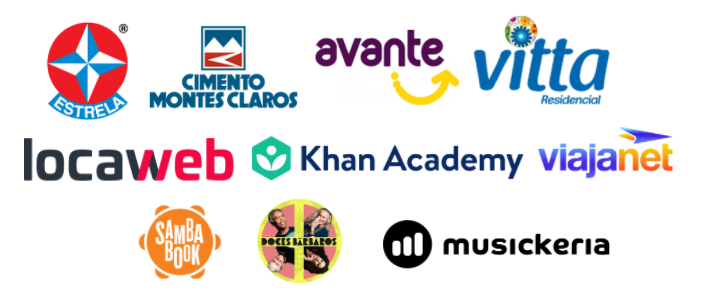 ®
ESTRELA
CIMENTO
MONTES CLAROS
avante
vitta
Residencial
locaweb
Khan Academy
viajanet
SAMBA
BOOK
DOCES BÁRBAROS
musickeria